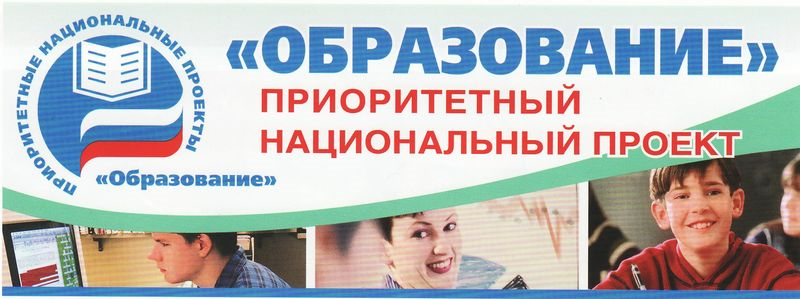 ПРИОРИТЕТНЫЕ НАЦИОНАЛЬНЫЕ ПРОЕКТЫ
«Образование»
«ОБРАЗОВАНИЕ»
ПРИОРИТЕТНЫЙ
НАЦИОНАЛЬНЫЙ ПРОЕКТ